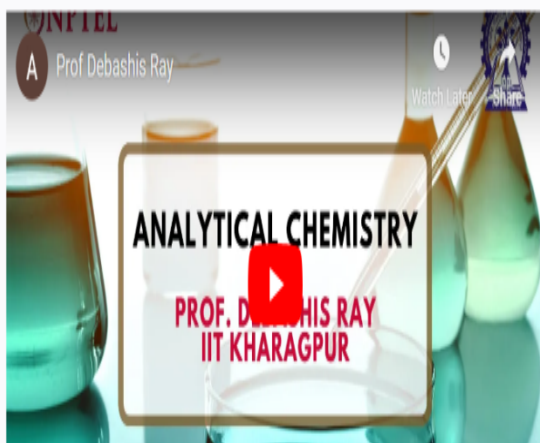 NPTEL
A Prof Debashis Ray
Watch Later Share
ANALYTICAL CHEMISTRY
PROF. DEBASHIS RAY
IIT KHARAGPUR